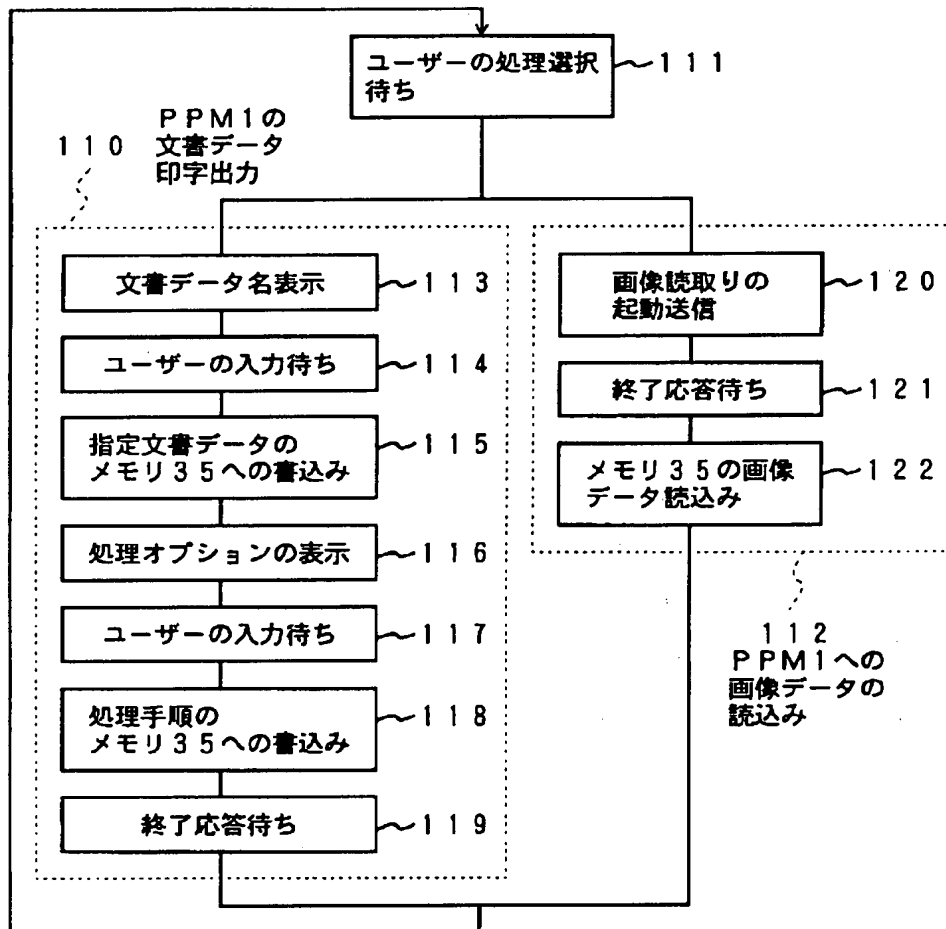 ユーザーの処理選択
待ち
111
110
PPM1の
文書データ
印字出力
文書データ名表示
113
ユーザーの入力待ち
114
指定文書データの
メモリ35への書込み
115
処理オプションの表示
116
ユーザーの入力待ち
117
処理手順の
メモリ35への書込み
118
終了応答待ち
119
画像読取りの
起動送信
120
終了応答待ち
121
メモリ35の画像
データ読込み
122
112
PPM1への
画像データの
読込み